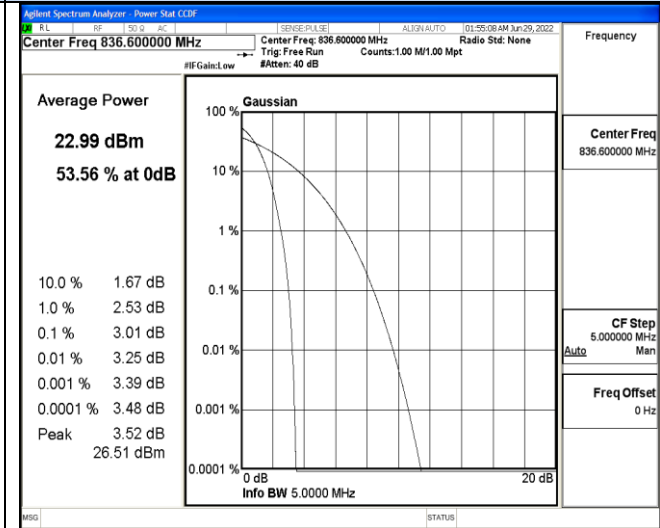 Agilent Spectrum Analyzer - Power Stat CCDF
RL RF 50 Ω AC SENSE:PULSE ALIGN AUTO 01:55:08 AM Jun 29, 2022
Center Freq 836.600000 MHz
Center Freq: 836.600000 MHz Radio Std: None
Trig: Free Run Counts:1.00 M/1.00 Mpt
#IFGain:Low #Atten: 40 dB
Frequency
Average Power
22.99 dBm
53.56 % at 0dB
10.0 % 1.67 dB
1.0 % 2.53 dB
0.1 % 3.01 dB
0.01 % 3.25 dB
0.001 % 3.39 dB
0.0001 % 3.48 dB
Peak 3.52 dB
26.51 dBm
Gaussian
100 %
10 %
1 %
0.1 %
0.01 %
0.001 %
0.0001 %
0 dB 20 dB
Info BW 5.0000 MHz
Center Freq
836.600000 MHz
CF Step
5.000000 MHz
Auto Man
Freq Offset
0 Hz
MSG STATUS